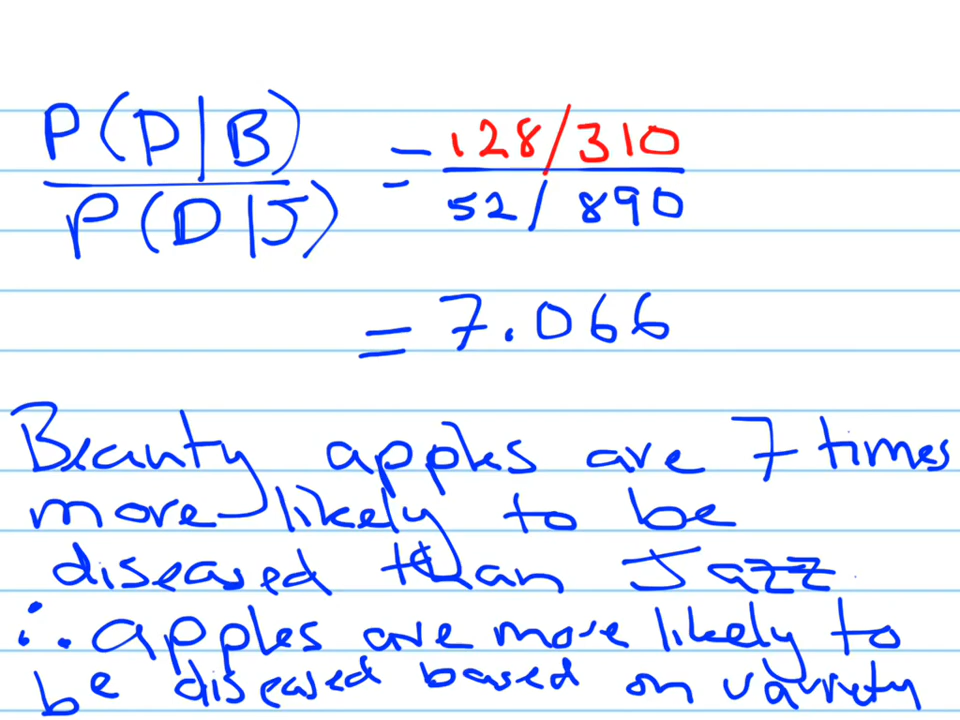 P(D|B) / P(D|J) = 128/310 / 52/890
= 7.066
Beauty apples are 7 times
more likely to be
diseased than Jazz
∴ apples are more likely to
be diseased based on variety